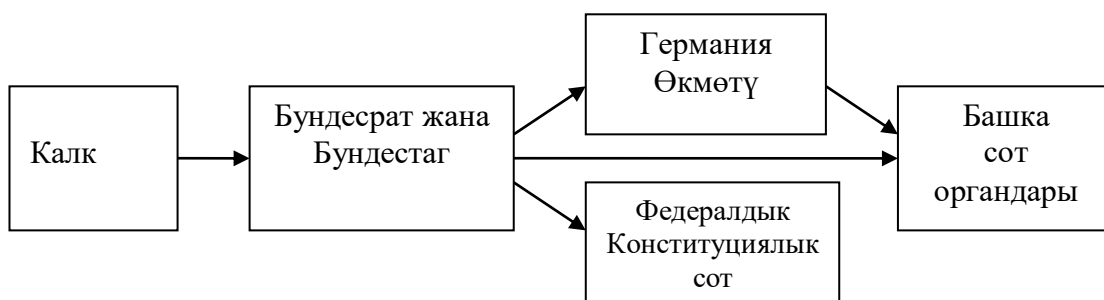 Калк
Бундесрат жана
Бундестаг
Германия
Өкмөтү
Федералдык
Конституциялык
сот
Башка
сот
органдары